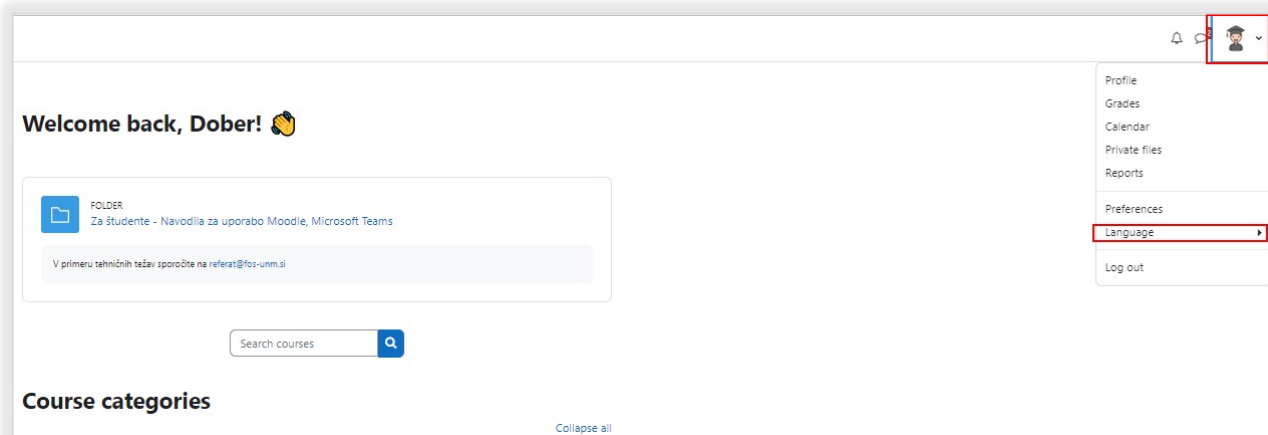 2
Profile
Grades
Calendar
Private files
Reports
Preferences
Language
Log out
Welcome back, Dober!
FOLDER
Za študente - Navodila za uporabo Moodle, Microsoft Teams
V primeru tehničnih težav sporočite na referat@fos-unm.si
Search courses
Course categories
Collapse all